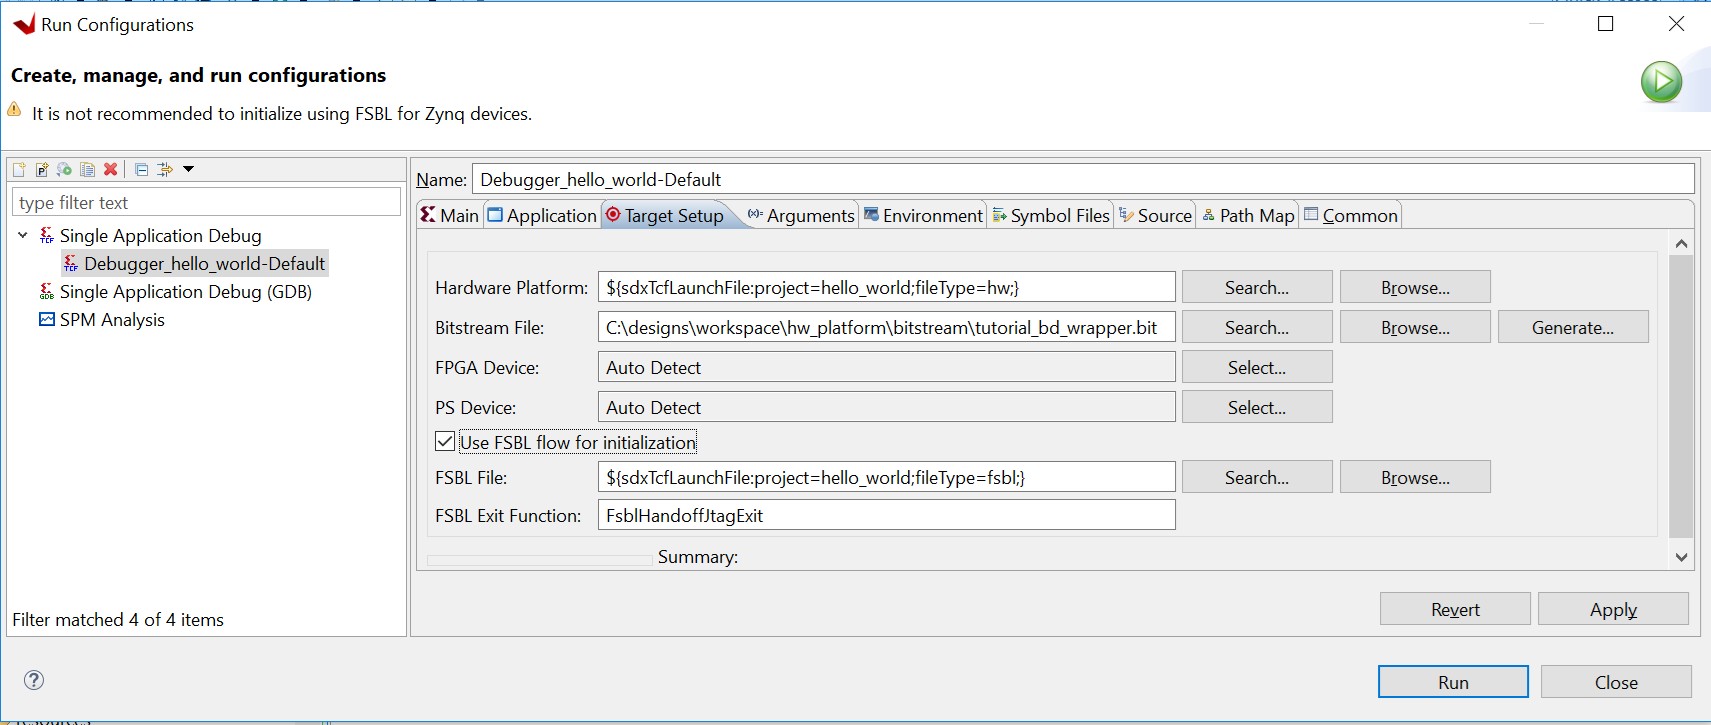 Run Configurations
Create, manage, and run configurations
It is not recommended to initialize using FSBL for Zynq devices.
type filter text
Single Application Debug
Debugger_hello_world-Default
Single Application Debug (GDB)
SPM Analysis
Filter matched 4 of 4 items
Name: Debugger_hello_world-Default
Main Application Target Setup Arguments Environment Symbol Files Source Path Map Common
Hardware Platform: ${sdxTcfLaunchFile:project=hello_world;fileType=hw;} Search... Browse...
Bitstream File: C:\designs\workspace\hw_platform\bitstream\tutorial_bd_wrapper.bit Search... Browse... Generate...
FPGA Device: Auto Detect Select...
PS Device: Auto Detect Select...
Use FSBL flow for initialization
FSBL File: ${sdxTcfLaunchFile:project=hello_world;fileType=fsbl;} Search... Browse...
FSBL Exit Function: FsblHandoffJtagExit
Summary:
Revert Apply
Run Close